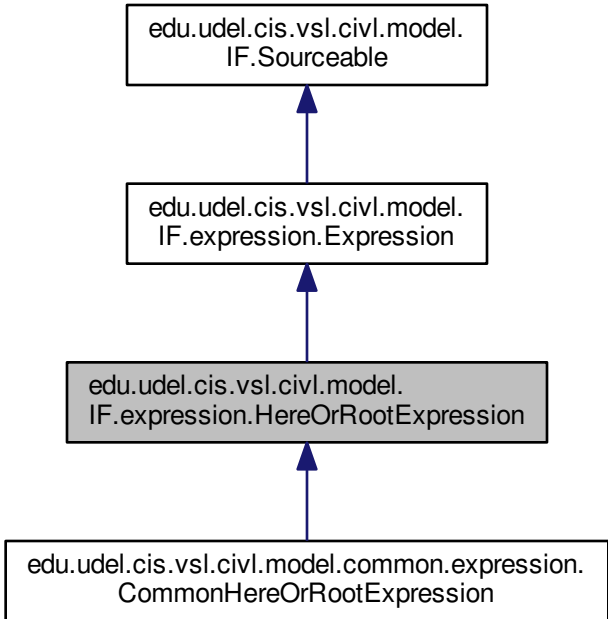 edu.udel.cis.vsl.civl.model.
IF.Sourceable
edu.udel.cis.vsl.civl.model.
IF.expression.Expression
edu.udel.cis.vsl.civl.model.
IF.expression.HereOrRootExpression
edu.udel.cis.vsl.civl.model.common.expression.
CommonHereOrRootExpression